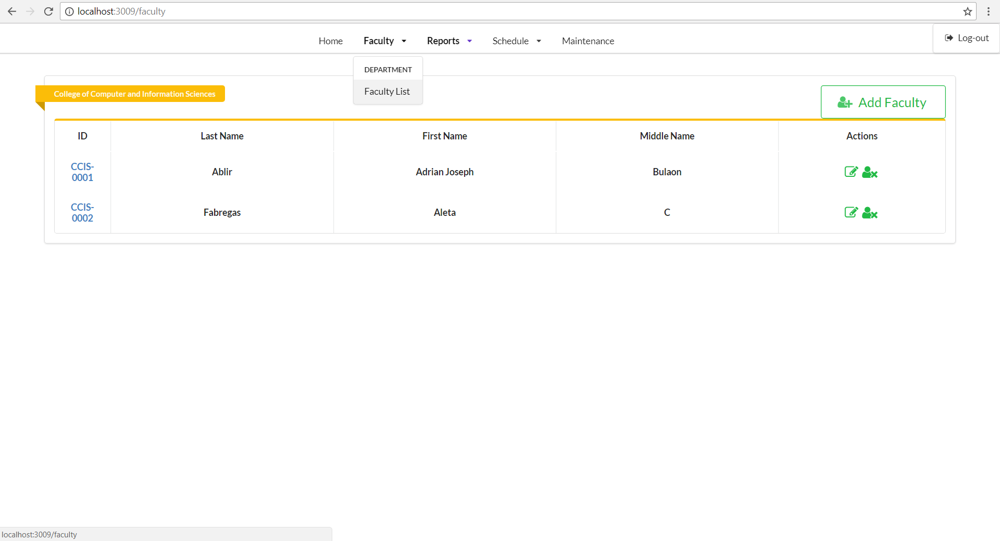 localhost:3009/faculty
Home Faculty Reports Schedule Maintenance Log-out
DEPARTMENT
Faculty List
College of Computer and Information Sciences
Add Faculty
ID Last Name First Name Middle Name Actions
CCIS-
0001 Ablir Adrian Joseph Bulaon
CCIS-
0002 Fabregas Aleta C
localhost:3009/faculty